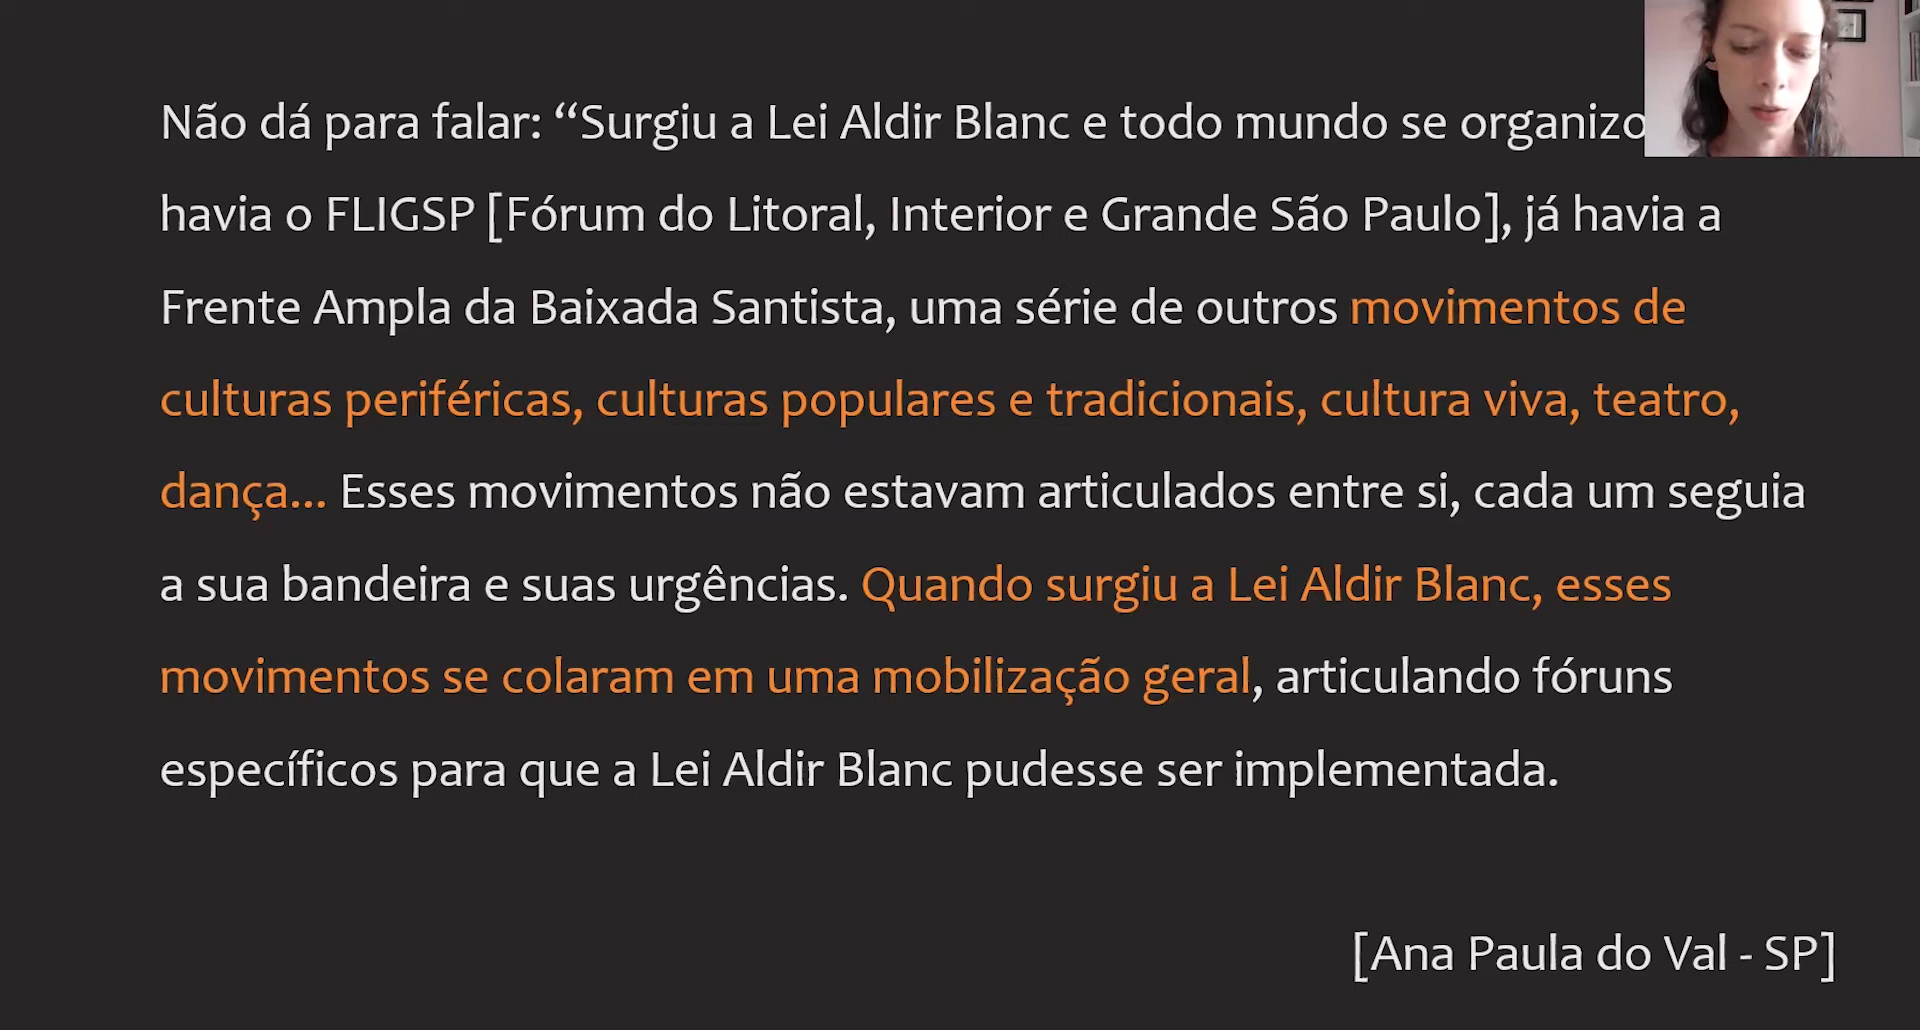 Não dá para falar: “Surgiu a Lei Aldir Blanc e todo mundo se
havia o FLIGSP [Fórum do Litoral, Interior e Grande São Paulo], já havia a
Frente Ampla da Baixada Santista, uma série de outros movimentos de
culturas periféricas, culturas populares e tradicionais, cultura viva, teatro,
dança... Esses movimentos não estavam articulados entre si, cada um seguia
a sua bandeira e suas urgências. Quando surgiu a Lei Aldir Blanc, esses
movimentos se colaram em uma mobilização geral, articulando fóruns
específicos para que a Lei Aldir Blanc pudesse ser implementada.
[Ana Paula do Val - SP]